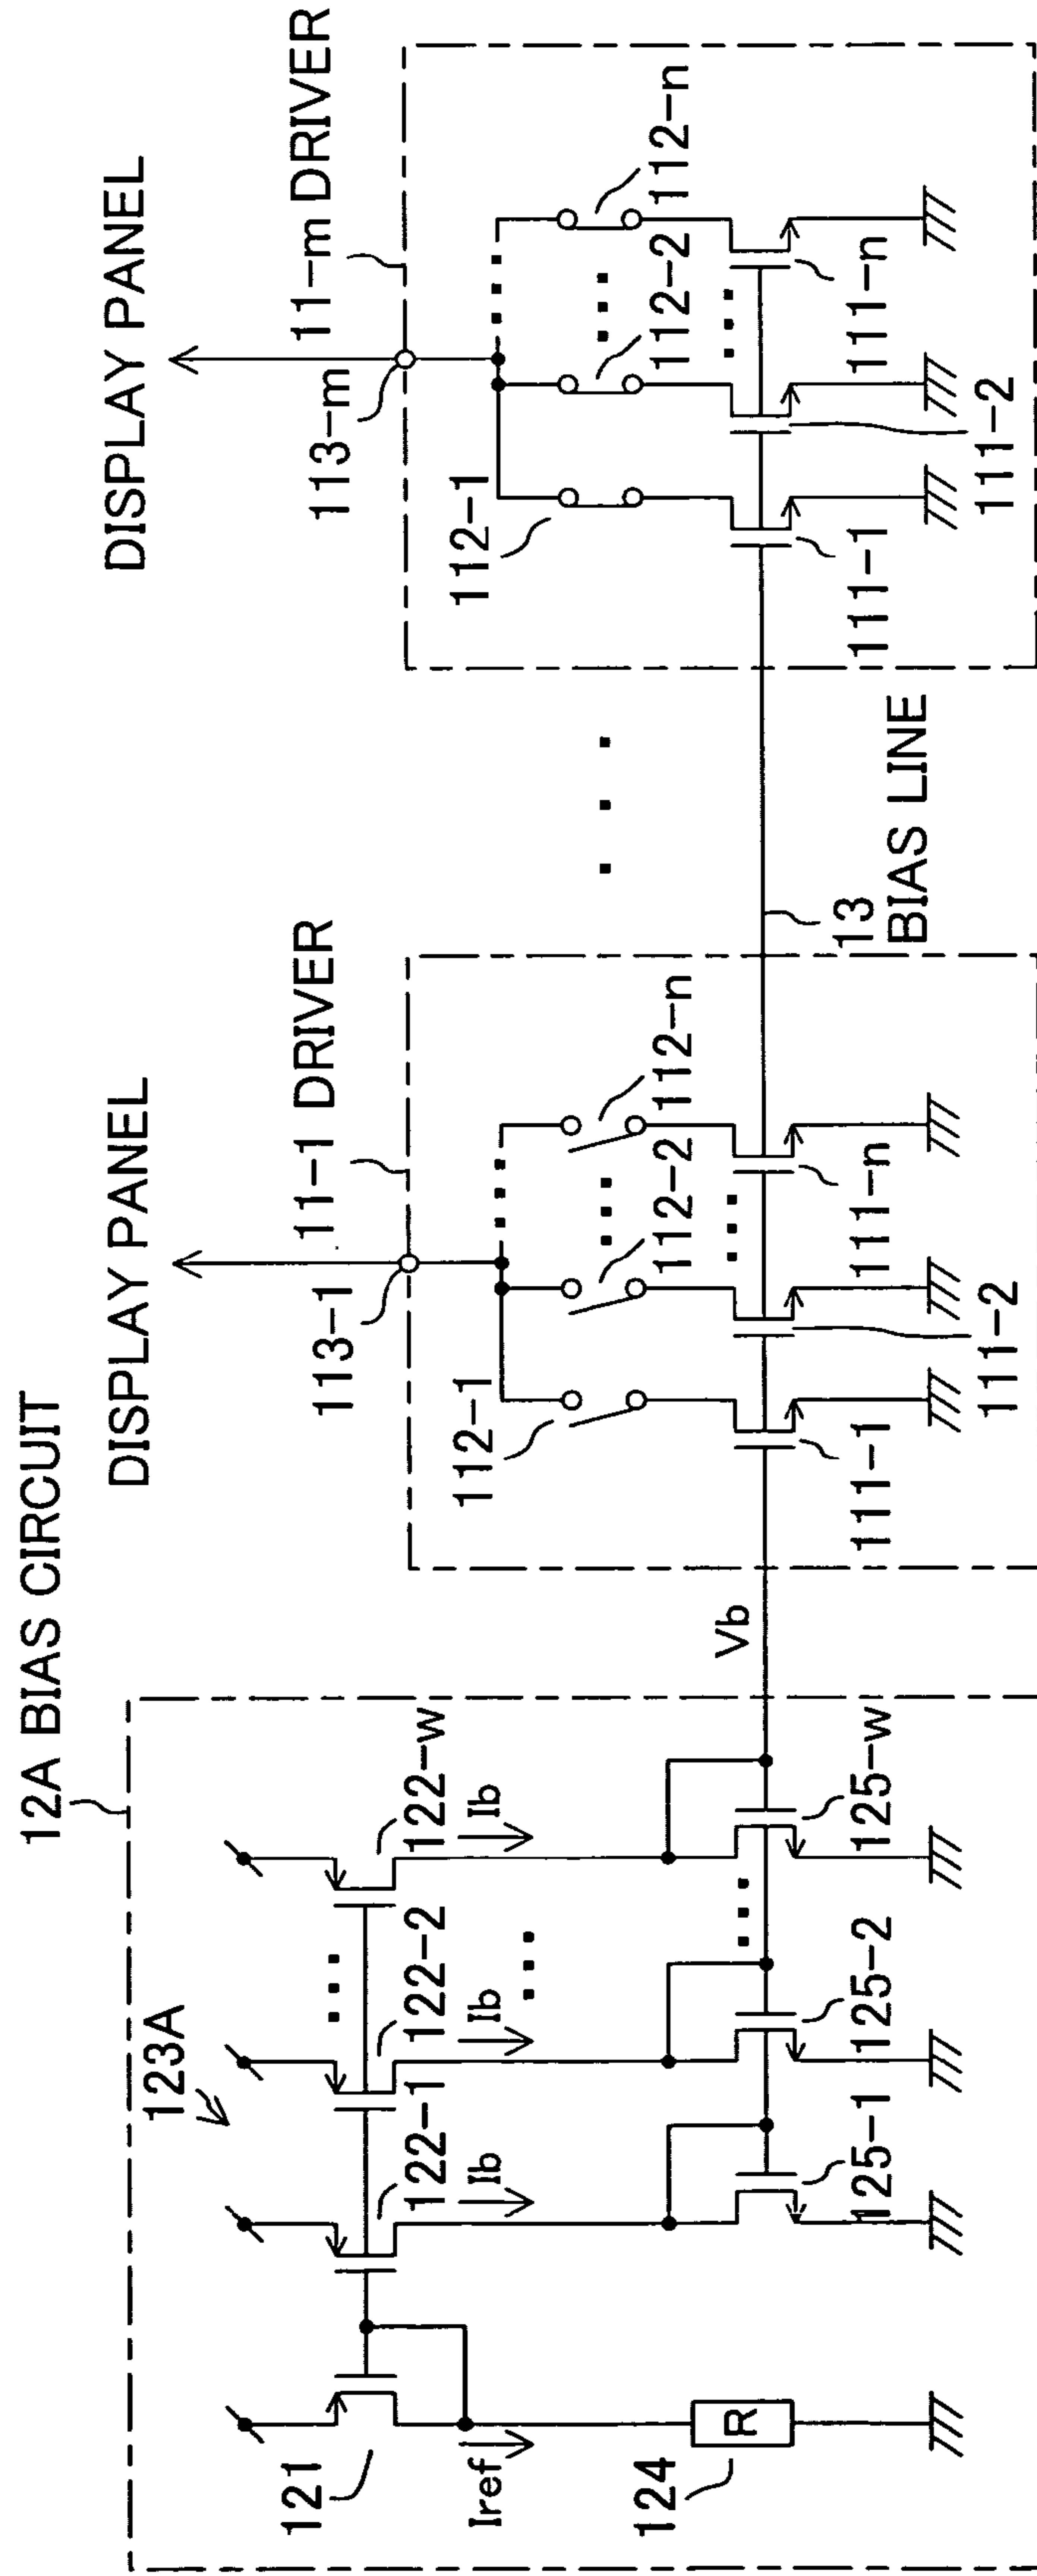 12A BIAS CIRCUIT
DISPLAY PANEL
DISPLAY PANEL
123A
11-1 DRIVER
11-m DRIVER
113-1
113-m
121
122-1
122-2
122-w
Iref
Ib
Ib
Ib
112-1
112-2
112-n
112-1
112-2
112-n
124
R
125-1
125-2
125-w
Vb
111-1
111-2
111-n
13
BIAS LINE
111-1
111-2
111-n